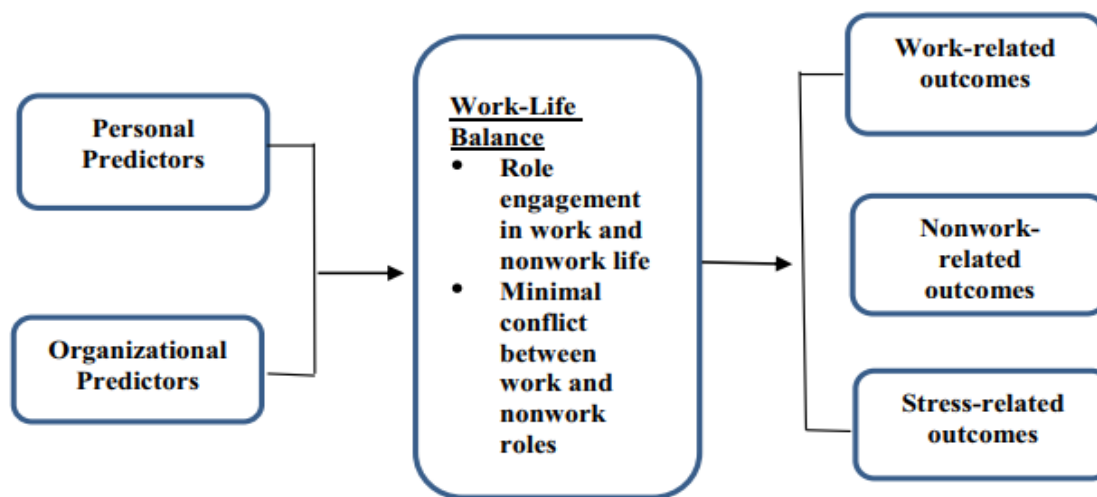 Personal
Predictors
Organizational
Predictors
Work-Life
Balance
• Role
engagement
in work and
nonwork life
• Minimal
conflict
between
work and
nonwork
roles
Work-related
outcomes
Nonwork-
related
outcomes
Stress-related
outcomes